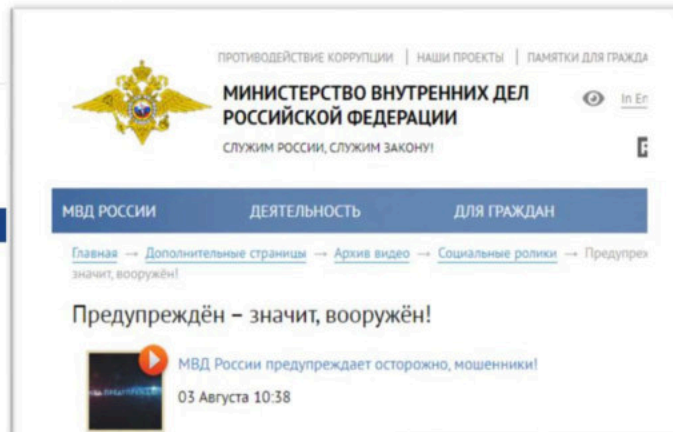 ПРОТИВОДЕЙСТВИЕ КОРРУПЦИИ | НАШИ ПРОЕКТЫ | ПАМЯТКИ ДЛЯ ГРАЖДА
МИНИСТЕРСТВО ВНУТРЕННИХ ДЕЛ
РОССИЙСКОЙ ФЕДЕРАЦИИ
In En
СЛУЖИМ РОССИИ, СЛУЖИМ ЗАКОНУ!
МВД РОССИИ ДЕЯТЕЛЬНОСТЬ ДЛЯ ГРАЖДАН
Главная → Дополнительные страницы → Архив видео → Социальные ролики → Предупреж
значит, вооружён!
Предупреждён – значит, вооружён!
МВД России предупреждает осторожно, мошенники!
03 Августа 10:38